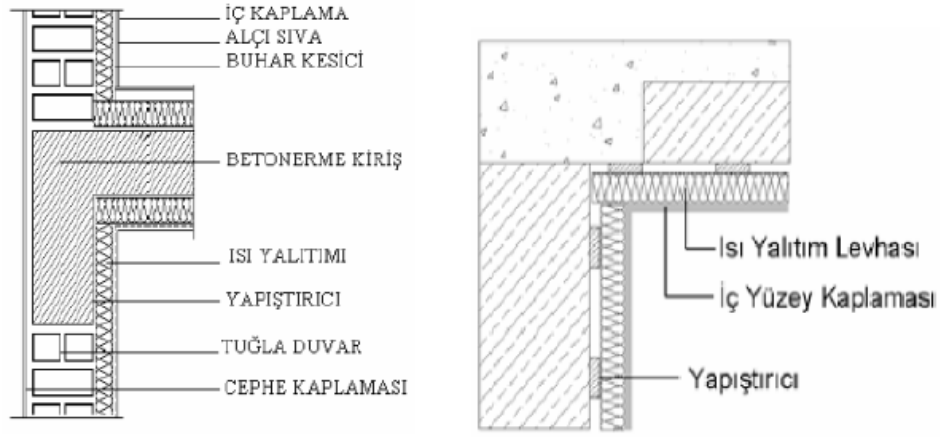 İÇ KAPLAMA
ALÇI SIVA
BUHAR KESİCİ
BETONERME KİRİŞ
ISI YALITIMI
YAPIŞTIRICI
TUĞLA DUVAR
CEPHE KAPLAMASI
Isı Yalıtım Levhası
İç Yüzey Kaplaması
Yapıştırıcı